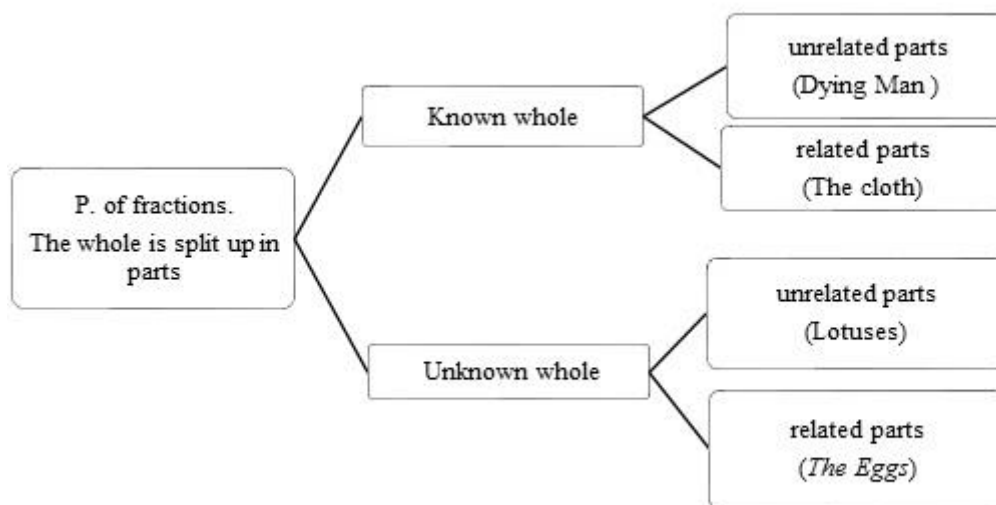 P. of fractions.
The whole is split up in
parts
Known whole
unrelated parts
(Dying Man )
related parts
(The cloth)
Unknown whole
unrelated parts
(Lotuses)
related parts
(The Eggs)